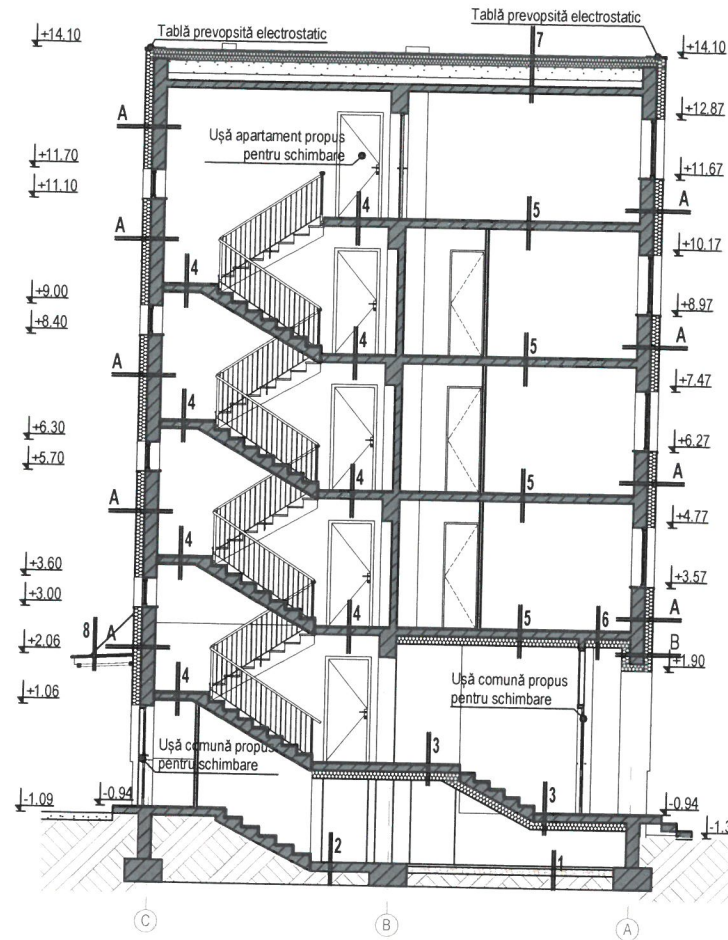 Tablă prevopsită electrostatic
Tablă prevopsită electrostatic
+14.10
7
+14.10
+12.87
A
Ușă apartament propus
pentru schimbare
+11.70
+11.67
+11.10
4
5
A
A
+10.17
4
+9.00
+8.97
+8.40
4
5
A
A
+7.47
4
+6.30
+6.27
+5.70
4
5
A
A
+4.77
4
+3.60
+3.57
+3.00
4
5
6
A
8
A
B
+2.06
+1.90
+1.06
4
Ușă comună propus
pentru schimbare
Ușă comună propus
pentru schimbare
3
3
-0.94
-1.09
-0.94
2
1
C
B
A